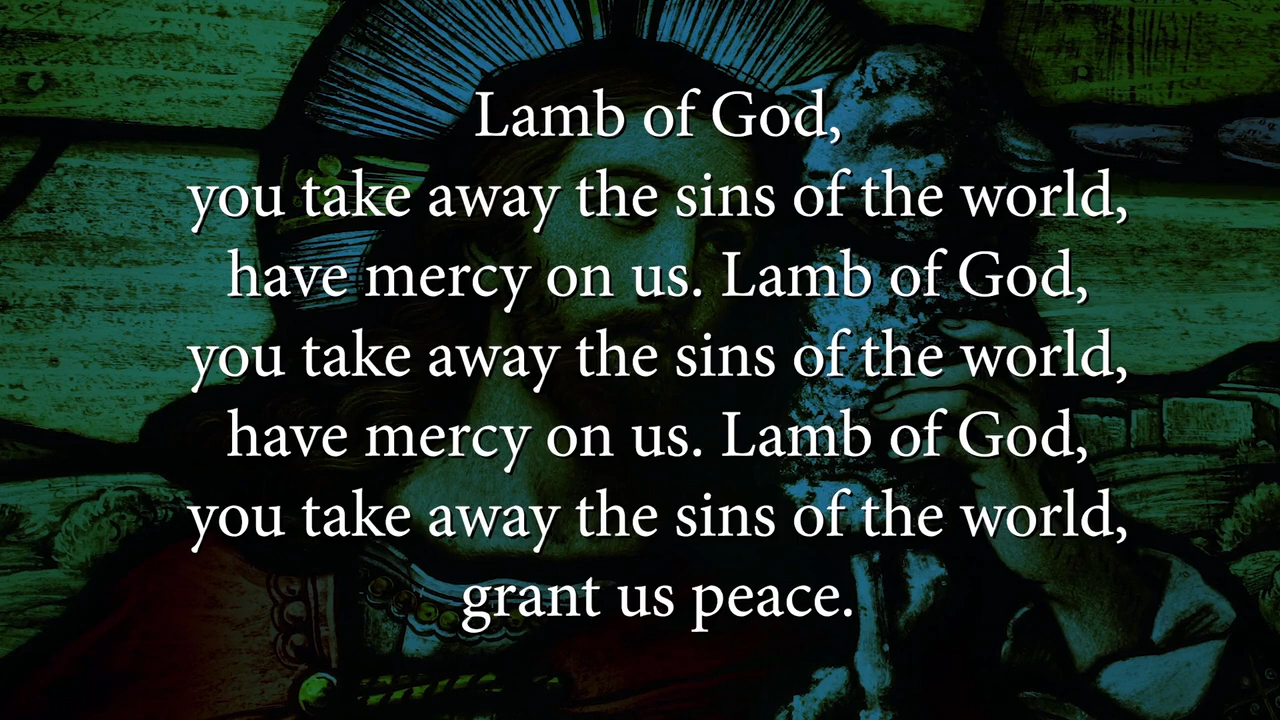 Lamb of God,
you take away the sins of the world,
have mercy on us. Lamb of God,
you take away the sins of the world,
have mercy on us. Lamb of God,
you take away the sins of the world,
grant us peace.